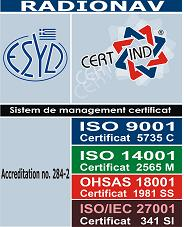 RADIONAV
ESYD
CERT IND
Sistem de management certificat
ISO 9001
Certificat 5735 C
ISO 14001
Certificat 2565 M
Accreditation no. 284-2
OHSAS 18001
Certificat 1981 SS
ISO/IEC 27001
Certificat 341 SI